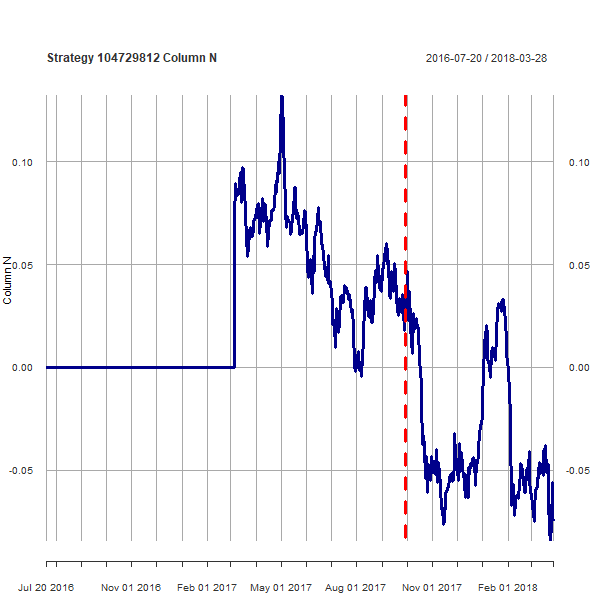 Strategy 104729812 Column N
2016-07-20 / 2018-03-28
Column N
0.10
0.10
0.05
0.05
0.00
0.00
-0.05
-0.05
Jul 20 2016
Nov 01 2016
Feb 01 2017
May 01 2017
Aug 01 2017
Nov 01 2017
Feb 01 2018